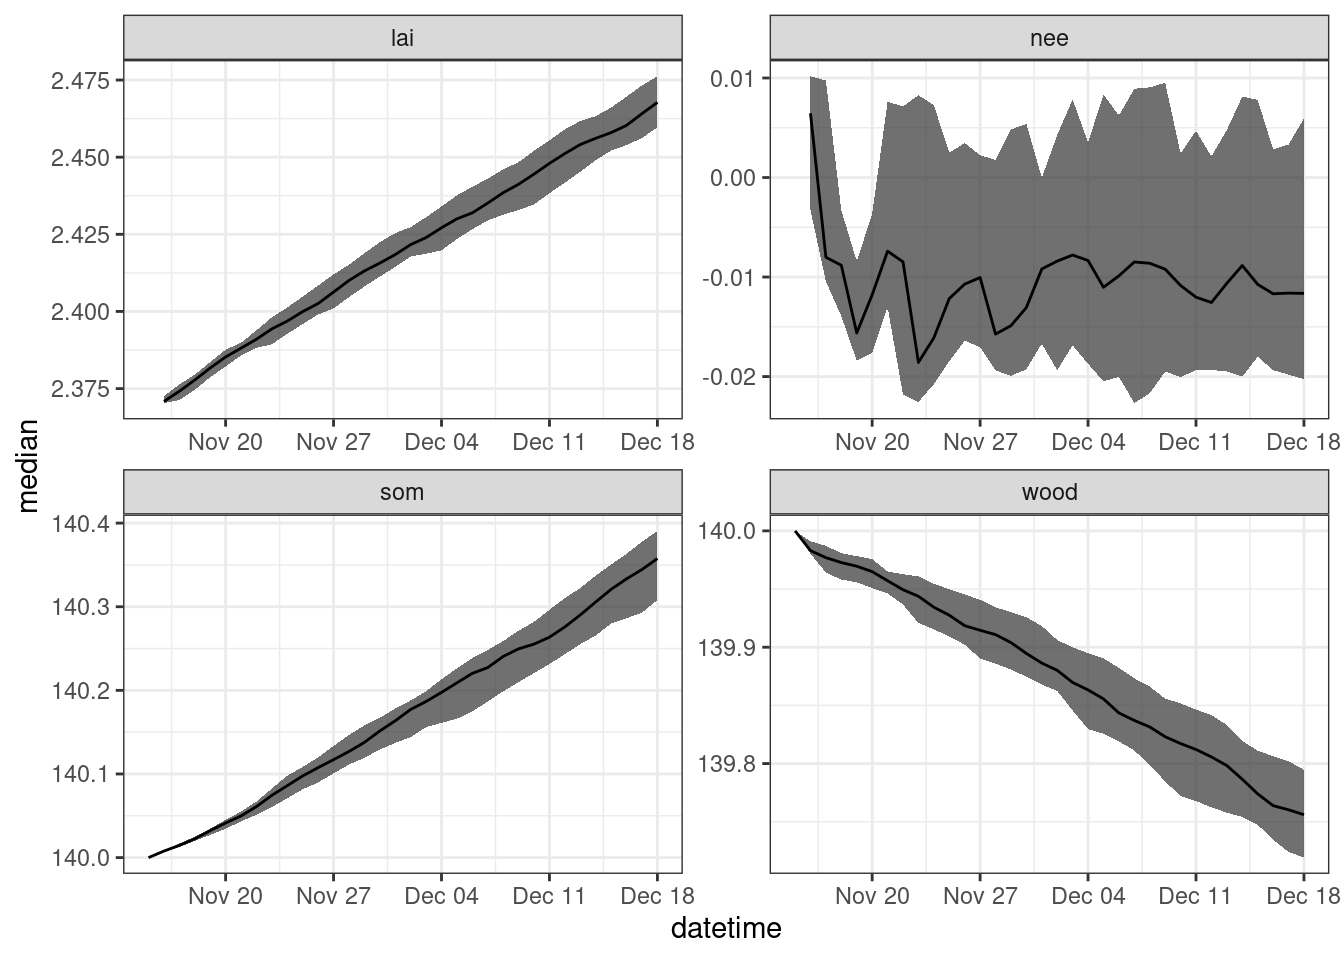 lai
nee
2.475
2.450
2.425
2.400
2.375
0.01
0.00
-0.01
-0.02
Nov 20 Nov 27 Dec 04 Dec 11 Dec 18
Nov 20 Nov 27 Dec 04 Dec 11 Dec 18
median
som
wood
140.4
140.3
140.2
140.1
140.0
140.0
139.9
139.8
Nov 20 Nov 27 Dec 04 Dec 11 Dec 18
Nov 20 Nov 27 Dec 04 Dec 11 Dec 18
datetime